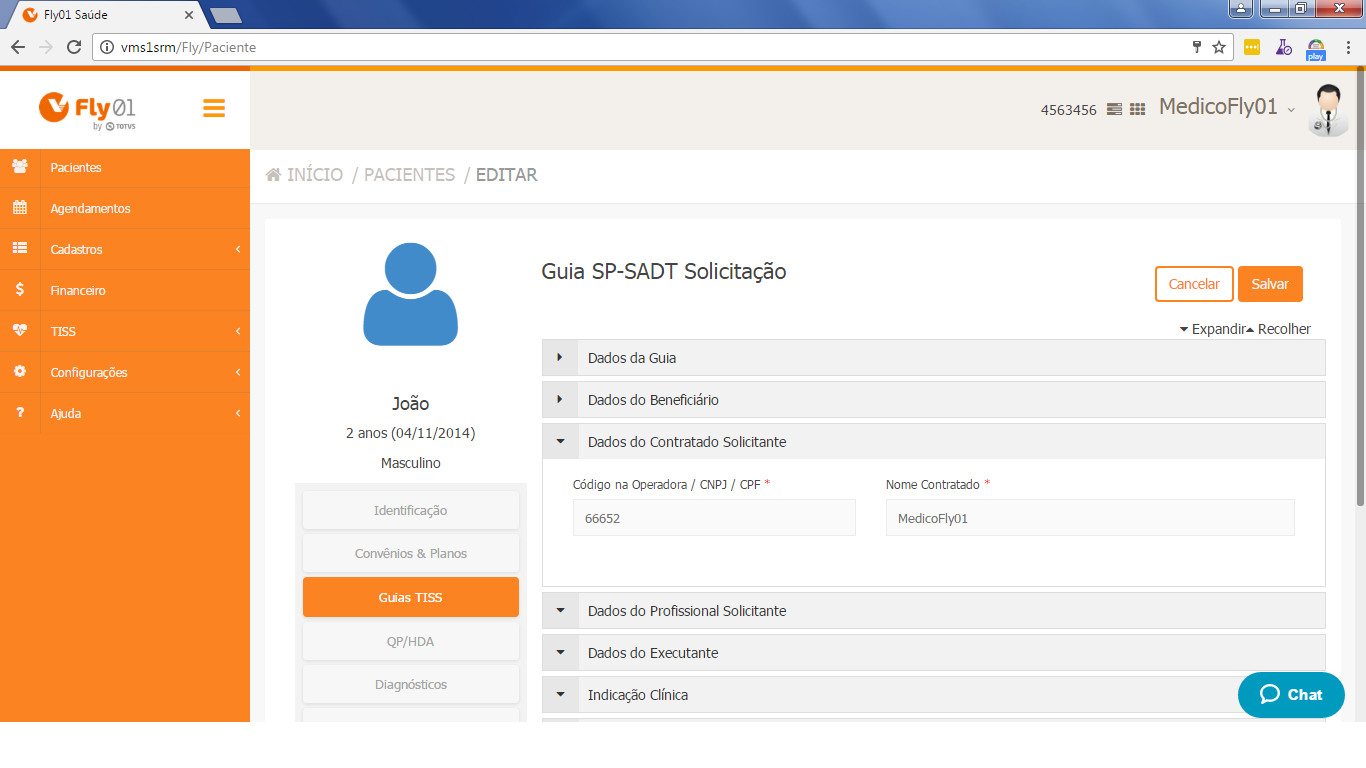 Fly01 Saúde
vms1srm/Fly/Paciente
play
Fly01
by TOTVS
4563456
MedicoFly01
Pacientes
Agendamentos
Cadastros
Financeiro
TISS
Configurações
Ajuda
INÍCIO / PACIENTES / EDITAR
João
2 anos (04/11/2014)
Masculino
Identificação
Convênios & Planos
Guias TISS
QP/HDA
Diagnósticos
Guia SP-SADT Solicitação
Cancelar
Salvar
Expandir Recolher
Dados da Guia
Dados do Beneficiário
Dados do Contratado Solicitante
Código na Operadora / CNPJ / CPF * Nome Contratado *
66652 MedicoFly01
Dados do Profissional Solicitante
Dados do Executante
Indicação Clínica
Chat